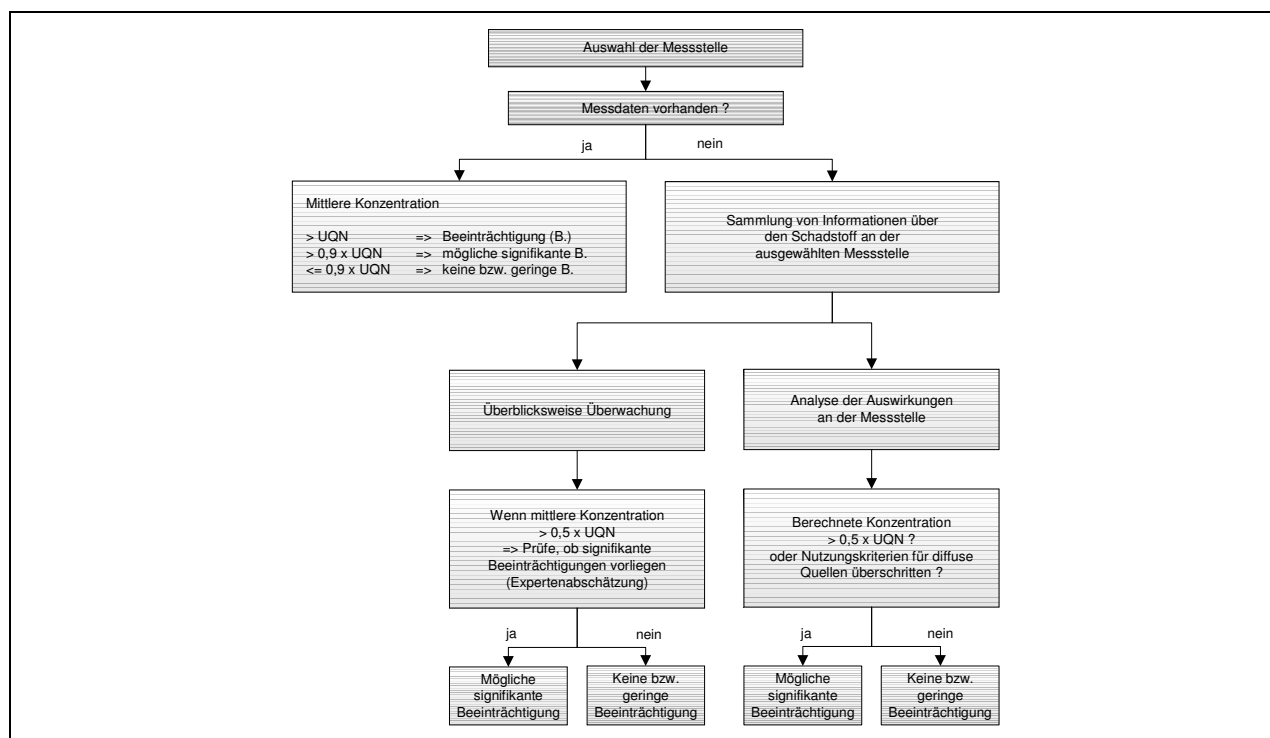 Auswahl der Messstelle
Messdaten vorhanden ?
ja
nein
Mittlere Konzentration
> UQN => Beeinträchtigung (B.)
> 0,9 x UQN => mögliche signifikante B.
<= 0,9 x UQN => keine bzw. geringe B.
Sammlung von Informationen über
den Schadstoff an der
ausgewählten Messstelle
Überblicksweise Überwachung
Analyse der Auswirkungen
an der Messstelle
Wenn mittlere Konzentration
> 0,5 x UQN
=> Prüfe, ob signifikante
Beeinträchtigungen vorliegen
(Expertenabschätzung)
Berechnete Konzentration
> 0,5 x UQN ?
oder Nutzungskriterien für diffuse
Quellen überschritten ?
ja
nein
ja
nein
Mögliche
signifikante
Beeinträchtigung
Keine bzw.
geringe
Beeinträchtigung
Mögliche
signifikante
Beeinträchtigung
Keine bzw.
geringe
Beeinträchtigung